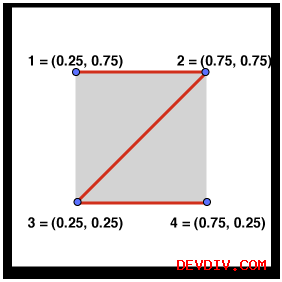 1 = (0.25, 0.75)
2 = (0.75, 0.75)
3 = (0.25, 0.25)
4 = (0.75, 0.25)
DEVDIV.COM